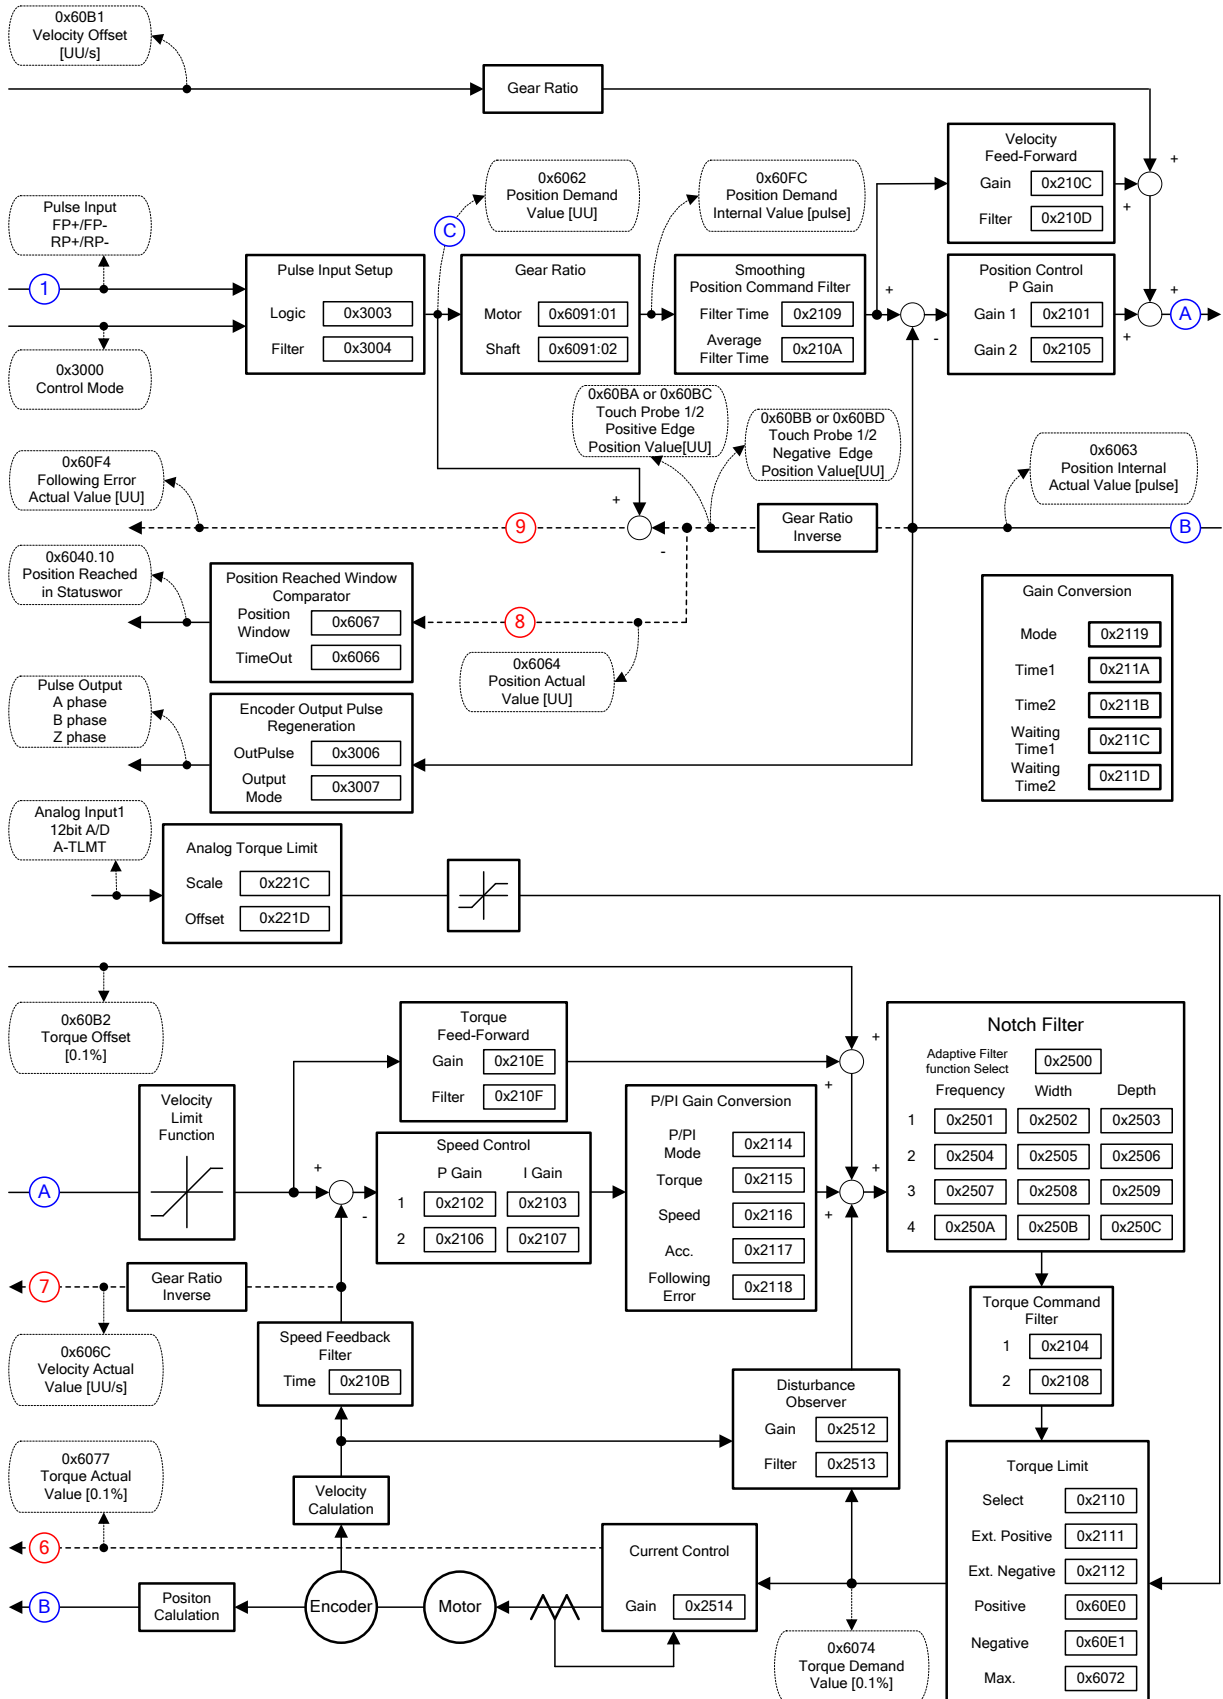 0x60B1
Velocity Offset
[UU/s]
Gear Ratio
Velocity
Feed-Forward
Gain 0x210C
Filter 0x210D
+
+
0x6062
Position Demand
Value [UU]
0x60FC
Position Demand
Internal Value [pulse]
Pulse Input
FP+/FP-
RP+/RP-
C
1
Pulse Input Setup
Logic 0x3003
Filter 0x3004
Gear Ratio
Motor 0x6091:01
Shaft 0x6091:02
Smoothing
Position Command Filter
Filter Time 0x2109
Average
Filter Time 0x210A
+
-
Position Control
P Gain
Gain 1 0x2101
Gain 2 0x2105
+
+
A
0x3000
Control Mode
0x60BA or 0x60BC
Touch Probe 1/2
Positive Edge
Position Value[UU]
0x60BB or 0x60BD
Touch Probe 1/2
Negative Edge
Position Value[UU]
0x6063
Position Internal
Actual Value [pulse]
0x60F4
Following Error
Actual Value [UU]
9
+
-
Gear Ratio
Inverse
B
0x6040.10
Position Reached
in Statuswor
Position Reached Window
Comparator
Position
Window 0x6067
TimeOut 0x6066
8
0x6064
Position Actual
Value [UU]
Gain Conversion
Mode 0x2119
Time1 0x211A
Time2 0x211B
Waiting
Time1 0x211C
Waiting
Time2 0x211D
Pulse Output
A phase
B phase
Z phase
Encoder Output Pulse
Regeneration
OutPulse 0x3006
Output
Mode 0x3007
Analog Input1
12bit A/D
A-TLMT
Analog Torque Limit
Scale 0x221C
Offset 0x221D
0x60B2
Torque Offset
[0.1%]
Torque
Feed-Forward
Gain 0x210E
Filter 0x210F
+
+
Notch Filter
Adaptive Filter
function Select 0x2500
Frequency Width Depth
1 0x2501 0x2502 0x2503
2 0x2504 0x2505 0x2506
3 0x2507 0x2508 0x2509
4 0x250A 0x250B 0x250C
Velocity
Limit
Function
A
+
-
Speed Control
P Gain I Gain
1 0x2102 0x2103
2 0x2106 0x2107
P/PI Gain Conversion
P/PI
Mode 0x2114
Torque 0x2115
Speed 0x2116
Acc. 0x2117
Following
Error 0x2118
+
+
7
Gear Ratio
Inverse
0x606C
Velocity Actual
Value [UU/s]
Speed Feedback
Filter
Time 0x210B
Torque Command
Filter
1 0x2104
2 0x2108
Disturbance
Observer
Gain 0x2512
Filter 0x2513
0x6077
Torque Actual
Value [0.1%]
Velocity
Calulation
6
Current Control
Gain 0x2514
Torque Limit
Select 0x2110
Ext. Positive 0x2111
Ext. Negative 0x2112
Positive 0x60E0
Negative 0x60E1
Max. 0x6072
B
Positon
Calulation
Encoder
Motor
0x6074
Torque Demand
Value [0.1%]